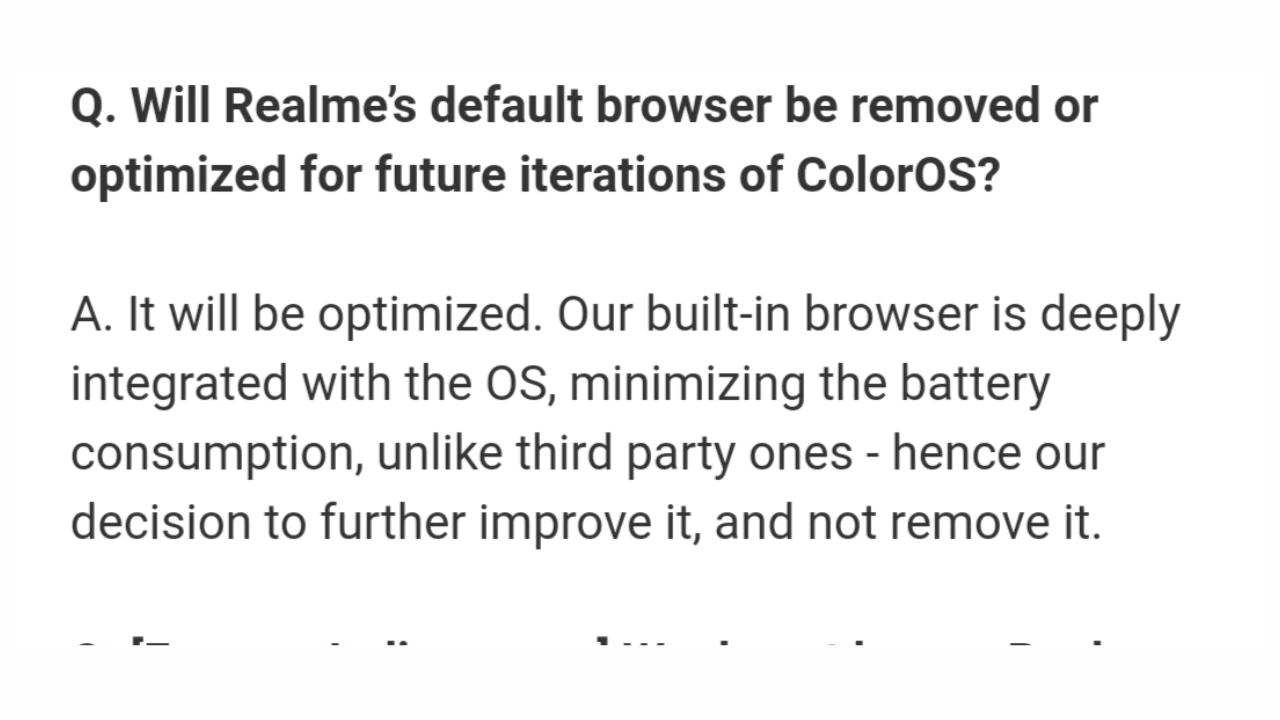 Q. Will Realme’s default browser be removed or
optimized for future iterations of ColorOS?
A. It will be optimized. Our built-in browser is deeply
integrated with the OS, minimizing the battery
consumption, unlike third party ones - hence our
decision to further improve it, and not remove it.